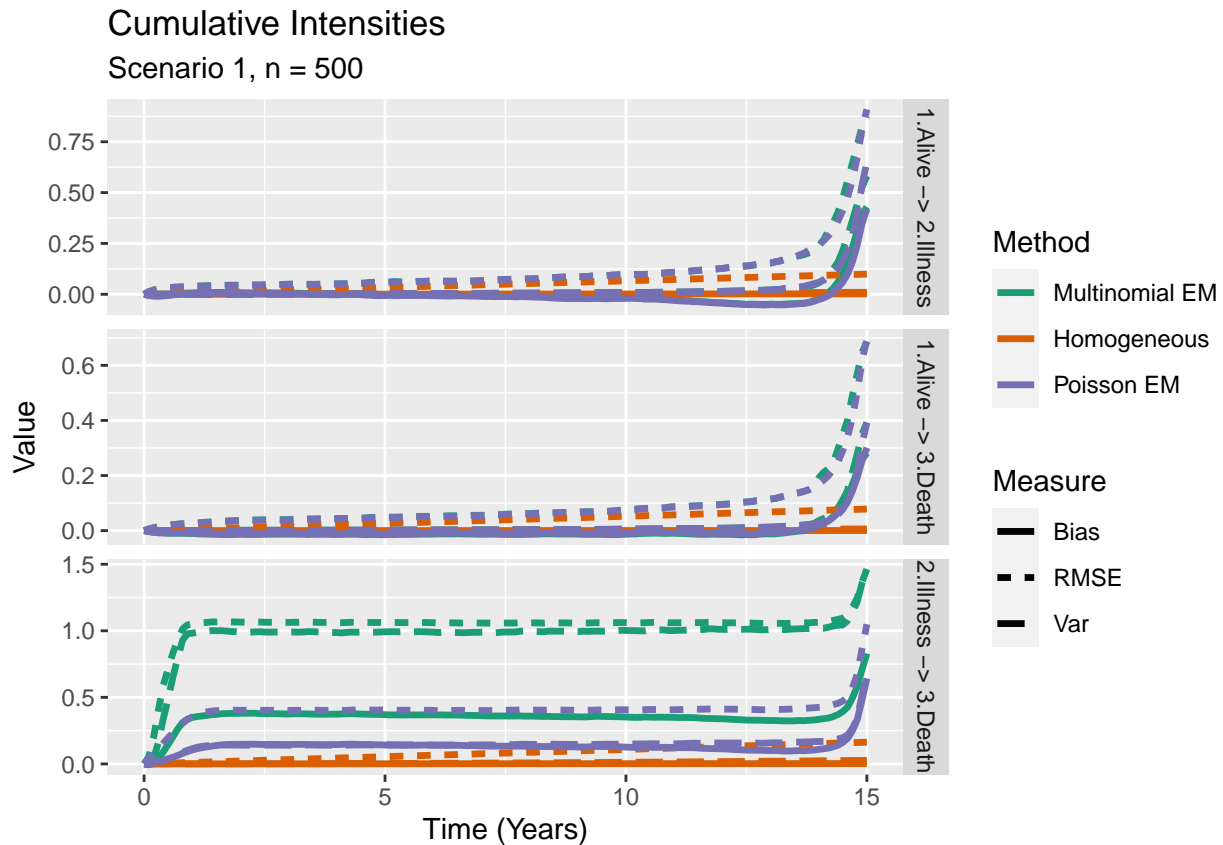 Cumulative Intensities
Scenario 1, n = 500
0.75
0.50
0.25
0.00
1.Alive −> 2.Illness
0.6
0.4
0.2
0.0
1.Alive −> 3.Death
1.5
1.0
0.5
0.0
2.Illness −> 3.Death
Value
0
5
10
15
Time (Years)
Method
Multinomial EM
Homogeneous
Poisson EM
Measure
Bias
RMSE
Var